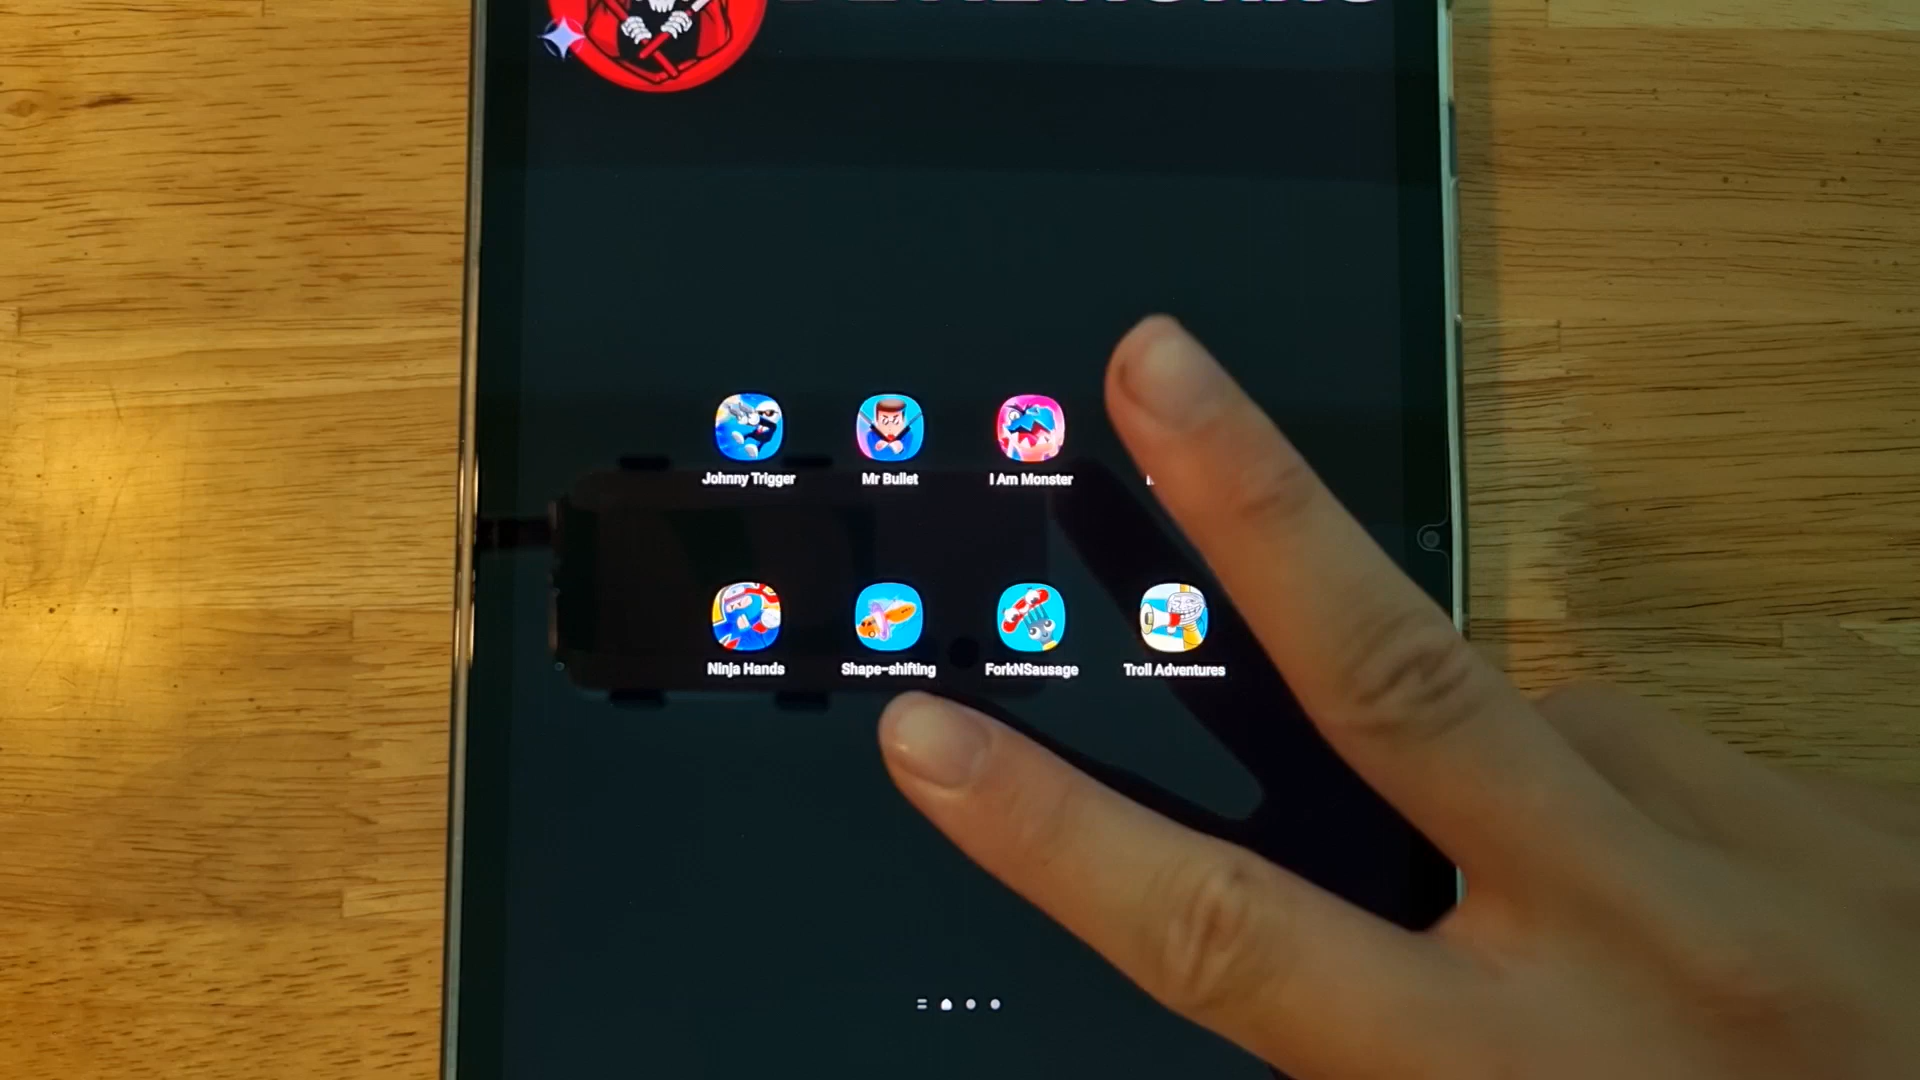 Johnny Trigger
Mr Bullet
I Am Monster
Ninja Hands
Shape-shifting
ForkNSausage
Troll Adventures